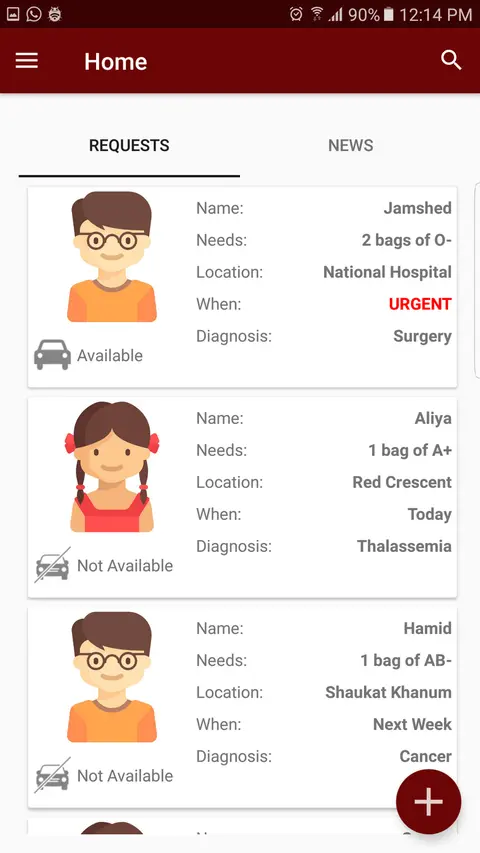 90% 12:14 PM
Home
REQUESTS NEWS
Name: Jamshed
Needs: 2 bags of O-
Location: National Hospital
When: URGENT
Diagnosis: Surgery
Available
Name: Aliya
Needs: 1 bag of A+
Location: Red Crescent
When: Today
Diagnosis: Thalassemia
Not Available
Name: Hamid
Needs: 1 bag of AB-
Location: Shaukat Khanum
When: Next Week
Diagnosis: Cancer
Not Available